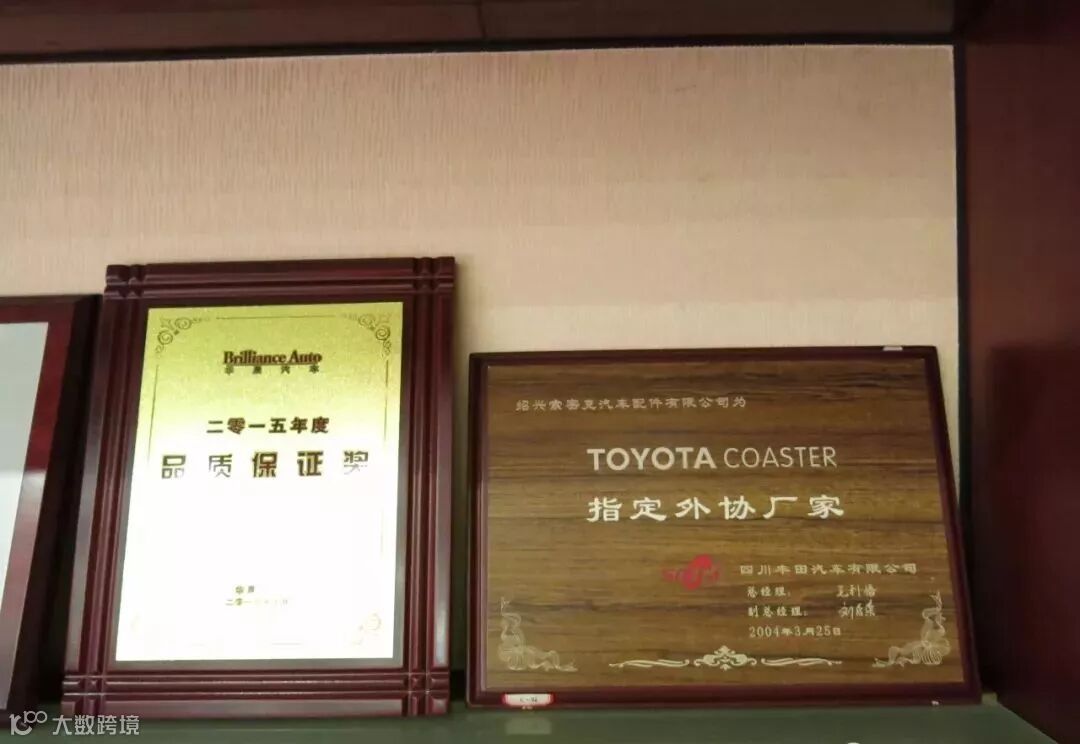 Brilliance Auto
华晨汽车
二零一五年度
品质保证奖
绍兴索密克汽车配件有限公司为
TOYOTA COASTER
指定外协厂家
四川丰田汽车有限公司
总经理:
副总经理:
2004年3月25日
大数跨境